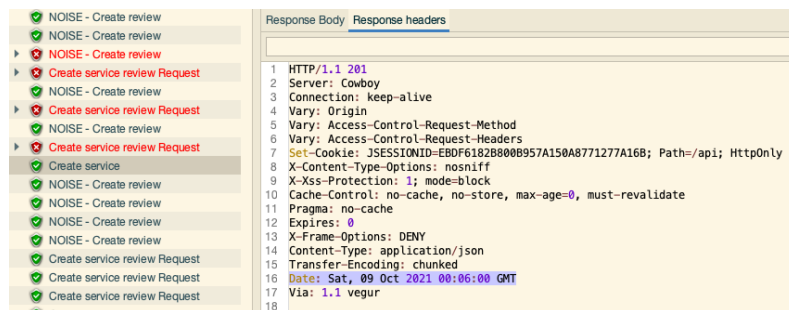 NOISE - Create review
NOISE - Create review
NOISE - Create review
Create service review Request
NOISE - Create review
Create service review Request
NOISE - Create review
Create service review Request
Create service
NOISE - Create review
NOISE - Create review
NOISE - Create review
NOISE - Create review
Create service review Request
Create service review Request
Create service review Request
Response Body Response headers
1 HTTP/1.1 201
2 Server: Cowboy
3 Connection: keep-alive
4 Vary: Origin
5 Vary: Access-Control-Request-Method
6 Vary: Access-Control-Request-Headers
7 Set-Cookie: JSESSIONID=EBDF6182B800B957A150A8771277A16B; Path=/api; HttpOnly
8 X-Content-Type-Options: nosniff
9 X-Xss-Protection: 1; mode=block
10 Cache-Control: no-cache, no-store, max-age=0, must-revalidate
11 Pragma: no-cache
12 Expires: 0
13 X-Frame-Options: DENY
14 Content-Type: application/json
15 Transfer-Encoding: chunked
16 Date: Sat, 09 Oct 2021 00:06:00 GMT
17 Via: 1.1 vegur
18